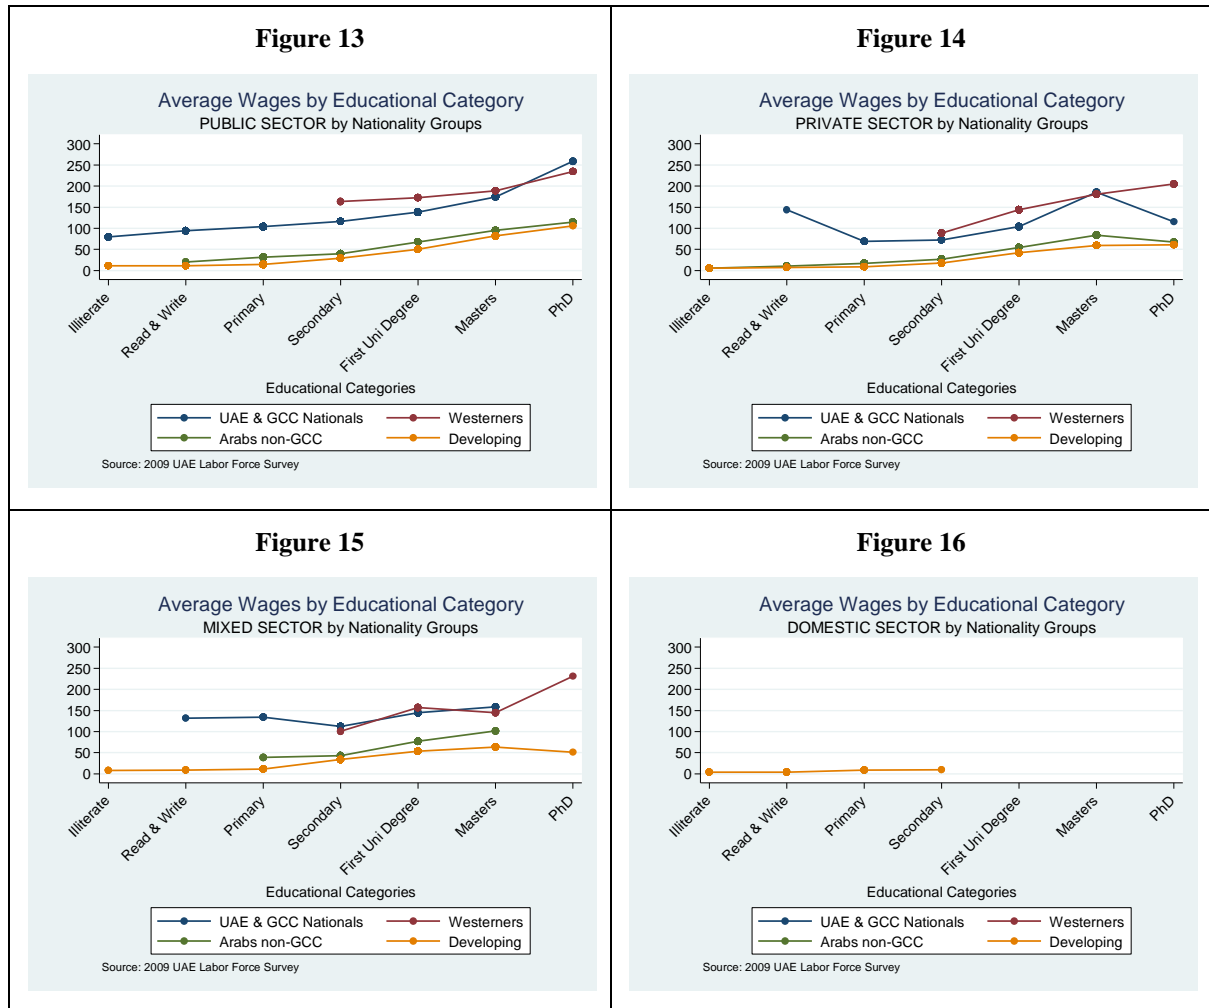 Figure 13
Average Wages by Educational Category
PUBLIC SECTOR by Nationality Groups
300
250
200
150
100
50
0
Illiterate
Read & Write
Primary
Secondary
First Uni Degree
Masters
PhD
Educational Categories
UAE & GCC Nationals
Westerners
Arabs non-GCC
Developing
Source: 2009 UAE Labor Force Survey
Figure 14
Average Wages by Educational Category
PRIVATE SECTOR by Nationality Groups
300
250
200
150
100
50
0
Illiterate
Read & Write
Primary
Secondary
First Uni Degree
Masters
PhD
Educational Categories
UAE & GCC Nationals
Westerners
Arabs non-GCC
Developing
Source: 2009 UAE Labor Force Survey
Figure 15
Average Wages by Educational Category
MIXED SECTOR by Nationality Groups
300
250
200
150
100
50
0
Illiterate
Read & Write
Primary
Secondary
First Uni Degree
Masters
PhD
Educational Categories
UAE & GCC Nationals
Westerners
Arabs non-GCC
Developing
Source: 2009 UAE Labor Force Survey
Figure 16
Average Wages by Educational Category
DOMESTIC SECTOR by Nationality Groups
300
250
200
150
100
50
0
Illiterate
Read & Write
Primary
Secondary
First Uni Degree
Masters
PhD
Educational Categories
UAE & GCC Nationals
Westerners
Arabs non-GCC
Developing
Source: 2009 UAE Labor Force Survey